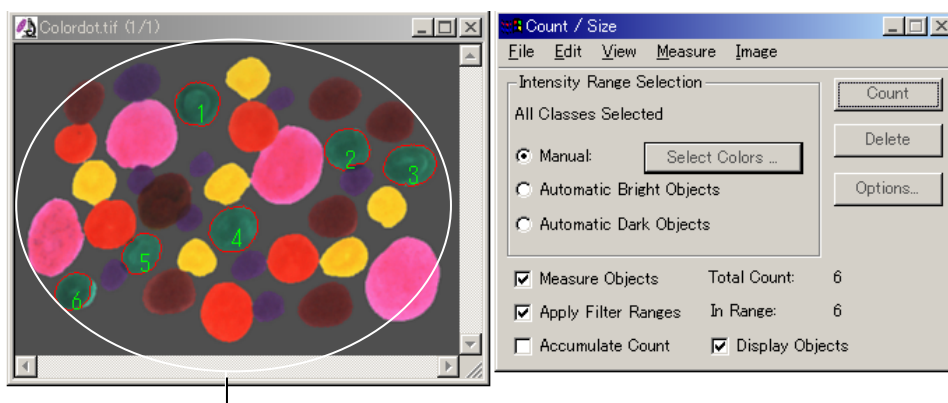 Colordot.tif (1/1)
1
2
3
4
5
6
Count / Size
File Edit View Measure Image
Intensity Range Selection
All Classes Selected
Manual:
Select Colors ...
Automatic Bright Objects
Automatic Dark Objects
Count
Delete
Options...
Measure Objects Total Count: 6
Apply Filter Ranges In Range: 6
Accumulate Count Display Objects